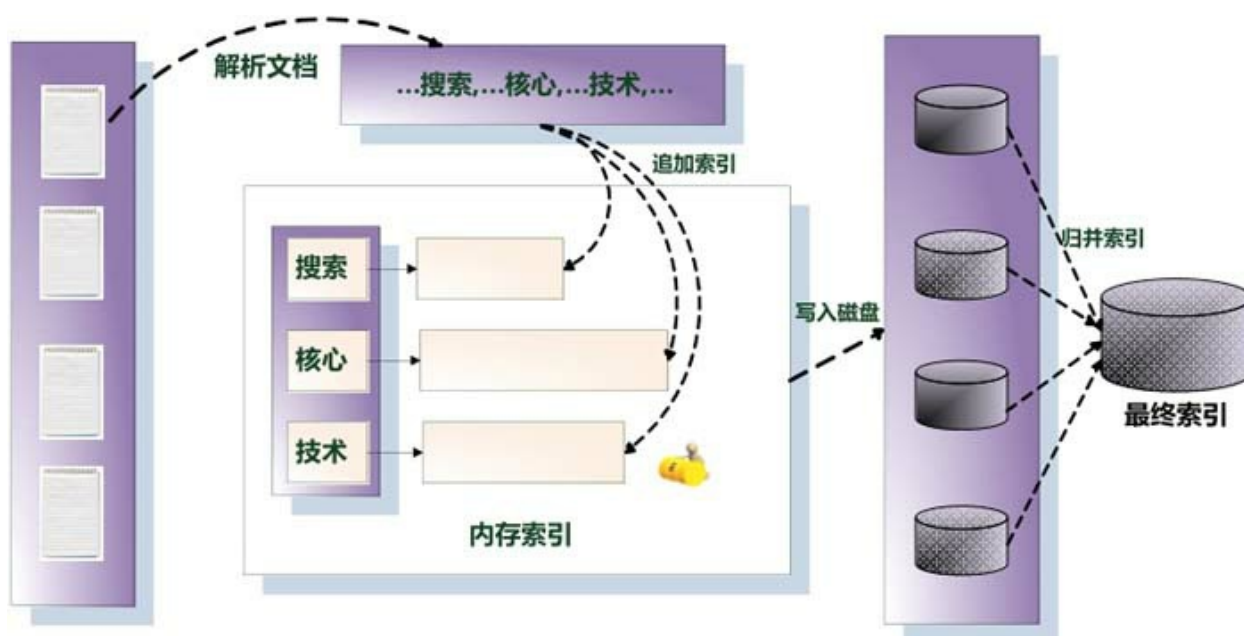 解析文档
...搜索,...核心,...技术,...
追加索引
搜索
核心
技术
内存索引
写入磁盘
归并索引
最终索引